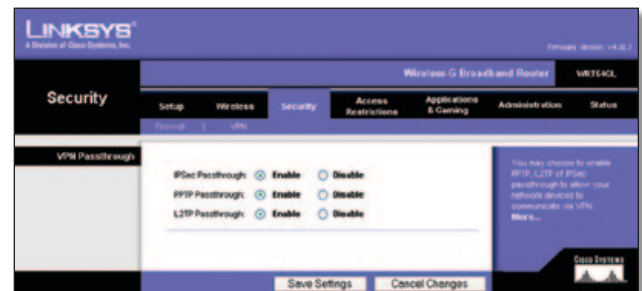 LINKSYS®
A Division of Cisco Systems, Inc.
Firmware Version: v4.30.7
Wireless-G Broadband Router
WRT54GL
Security
Setup
Wireless
Security
Access Restrictions
Applications & Gaming
Administration
Status
Firewall | VPN
VPN Passthrough
IPSec Passthrough: Enable Disable
PPTP Passthrough: Enable Disable
L2TP Passthrough: Enable Disable
You may choose to enable
PPTP, L2TP or IPSec
passthrough to allow your
network devices to
communicate via VPN.
More...
Save Settings
Cancel Changes
CISCO SYSTEMS